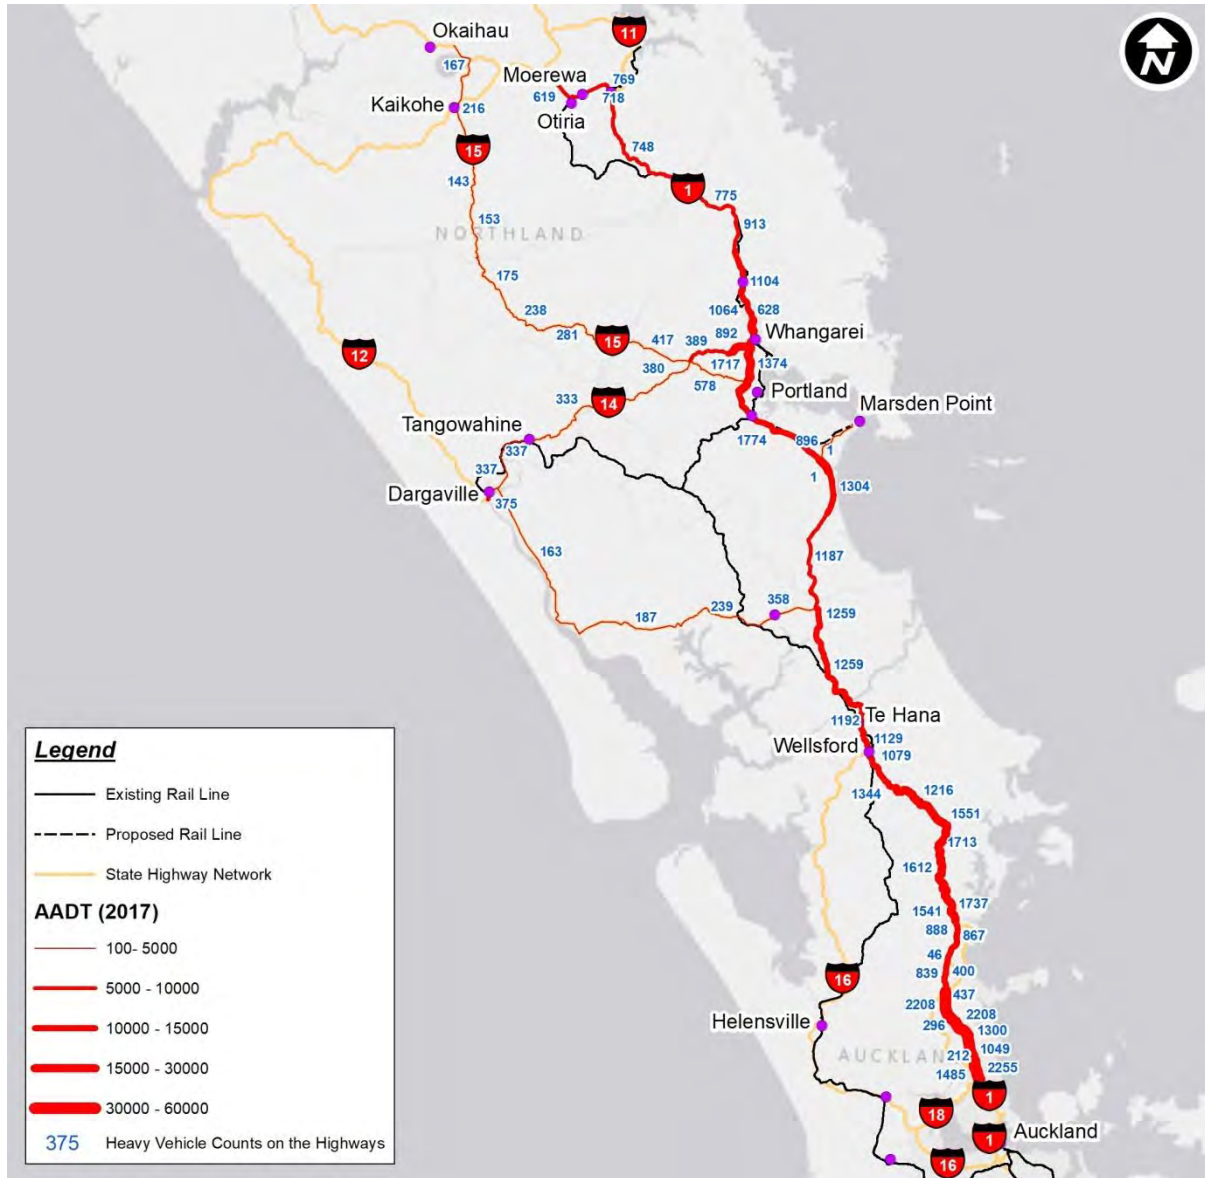 N
11
Okaihau
167
Moerewa
769
619
718
Kaikohe
216
Otiria
15
748
143
1
775
153
913
NORTHLAND
175
1104
238
1064
628
281
15
417
389
892
Whangarei
12
380
1717
1374
578
333
14
Portland
Marsden Point
Tangowahine
337
1774
896
1
337
1
1304
Dargaville
375
163
1187
358
187
239
1259
1259
Te Hana
1192
Wellsford
1129
1079
1344
1216
1551
1713
1612
1737
1541
888
867
46
839
400
16
437
2208
2208
Helensville
296
1300
AUCKLAN
212
1049
1485
2255
1
18
1
Auckland
16
Legend
Existing Rail Line
Proposed Rail Line
State Highway Network
AADT (2017)
100- 5000
5000 - 10000
10000 - 15000
15000 - 30000
30000 - 60000
375 Heavy Vehicle Counts on the Highways